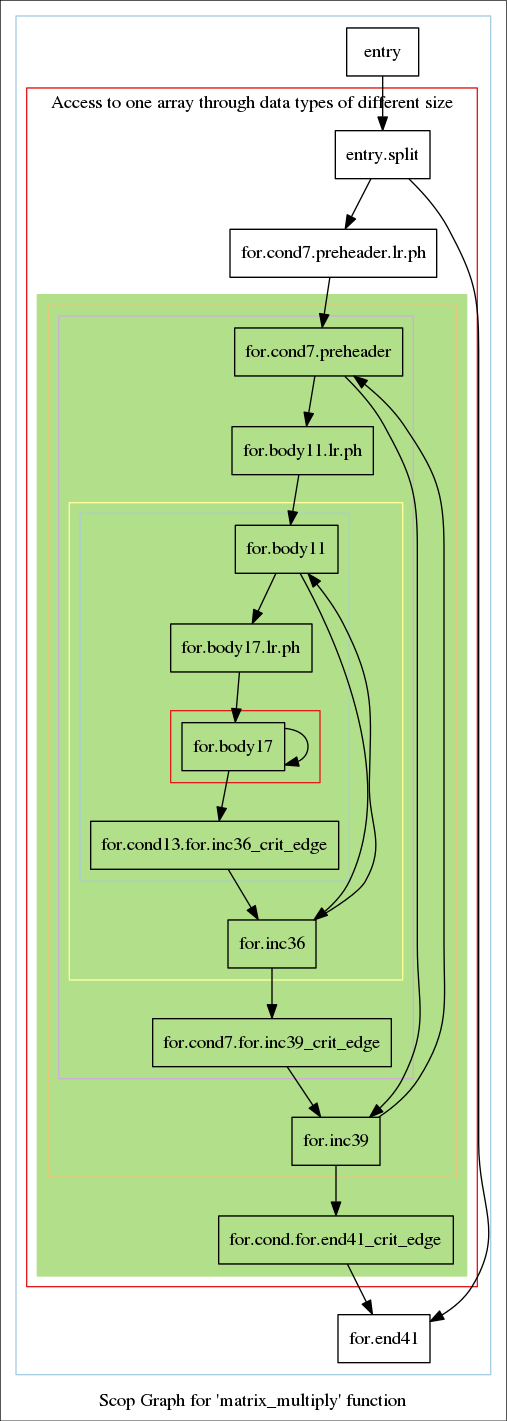 entry
Access to one array through data types of different size
entry.split
for.cond7.preheader.lr.ph
for.cond7.preheader
for.body11.lr.ph
for.body11
for.body17.lr.ph
for.body17
for.cond13.for.inc36_crit_edge
for.inc36
for.cond7.for.inc39_crit_edge
for.inc39
for.cond.for.end41_crit_edge
for.end41
Scop Graph for 'matrix_multiply' function